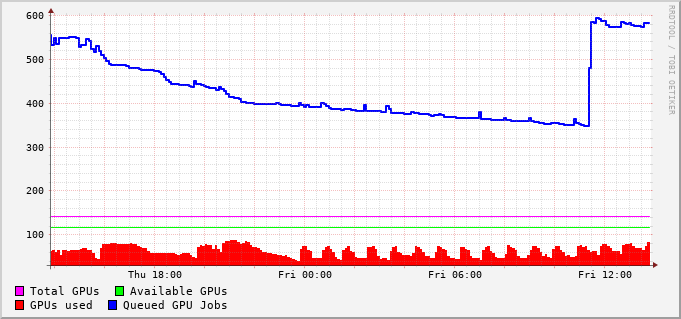 600
500
400
300
200
100
Thu 18:00 Fri 00:00 Fri 06:00 Fri 12:00
Total GPUs Available GPUs
GPUs used Queued GPU Jobs
RRDTOOL / TOBI OETIKER